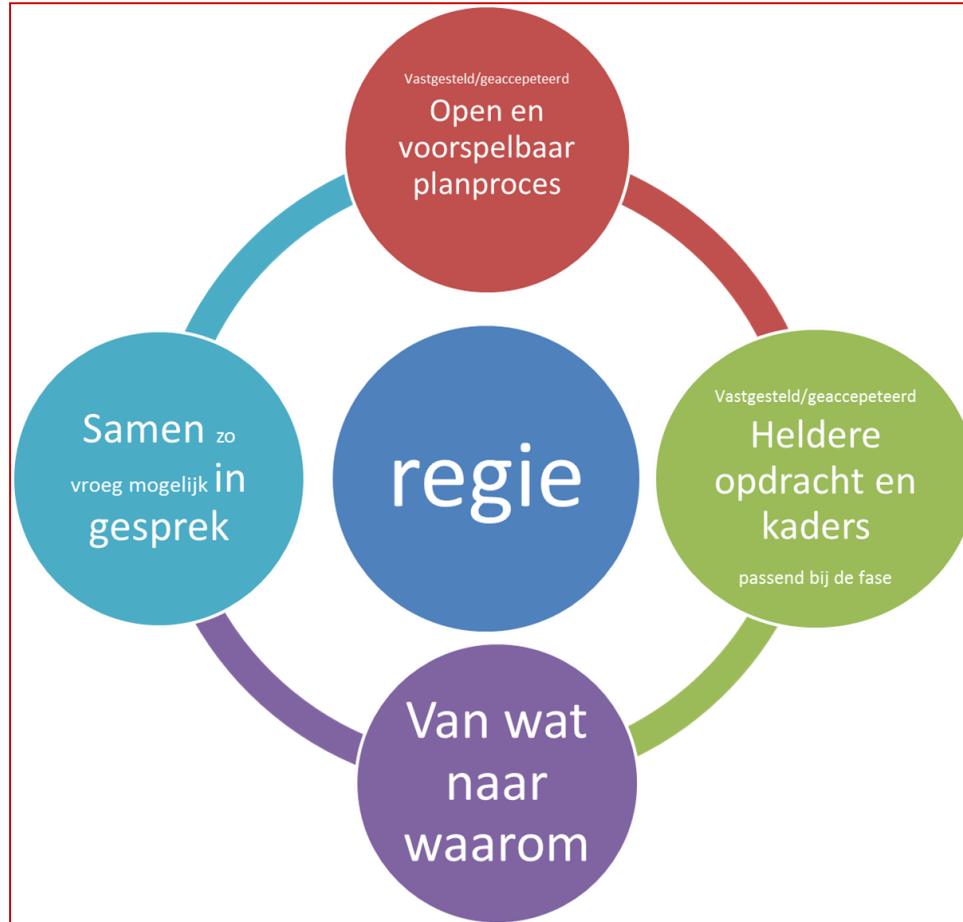 Vastgesteld/geaccepeteerd
Open en
voorspelbaar
planproces
Samen zo
vroeg mogelijk in
gesprek
regie
Vastgesteld/geaccepeteerd
Heldere
opdracht en
kaders
passend bij de fase
Van wat
naar
waarom